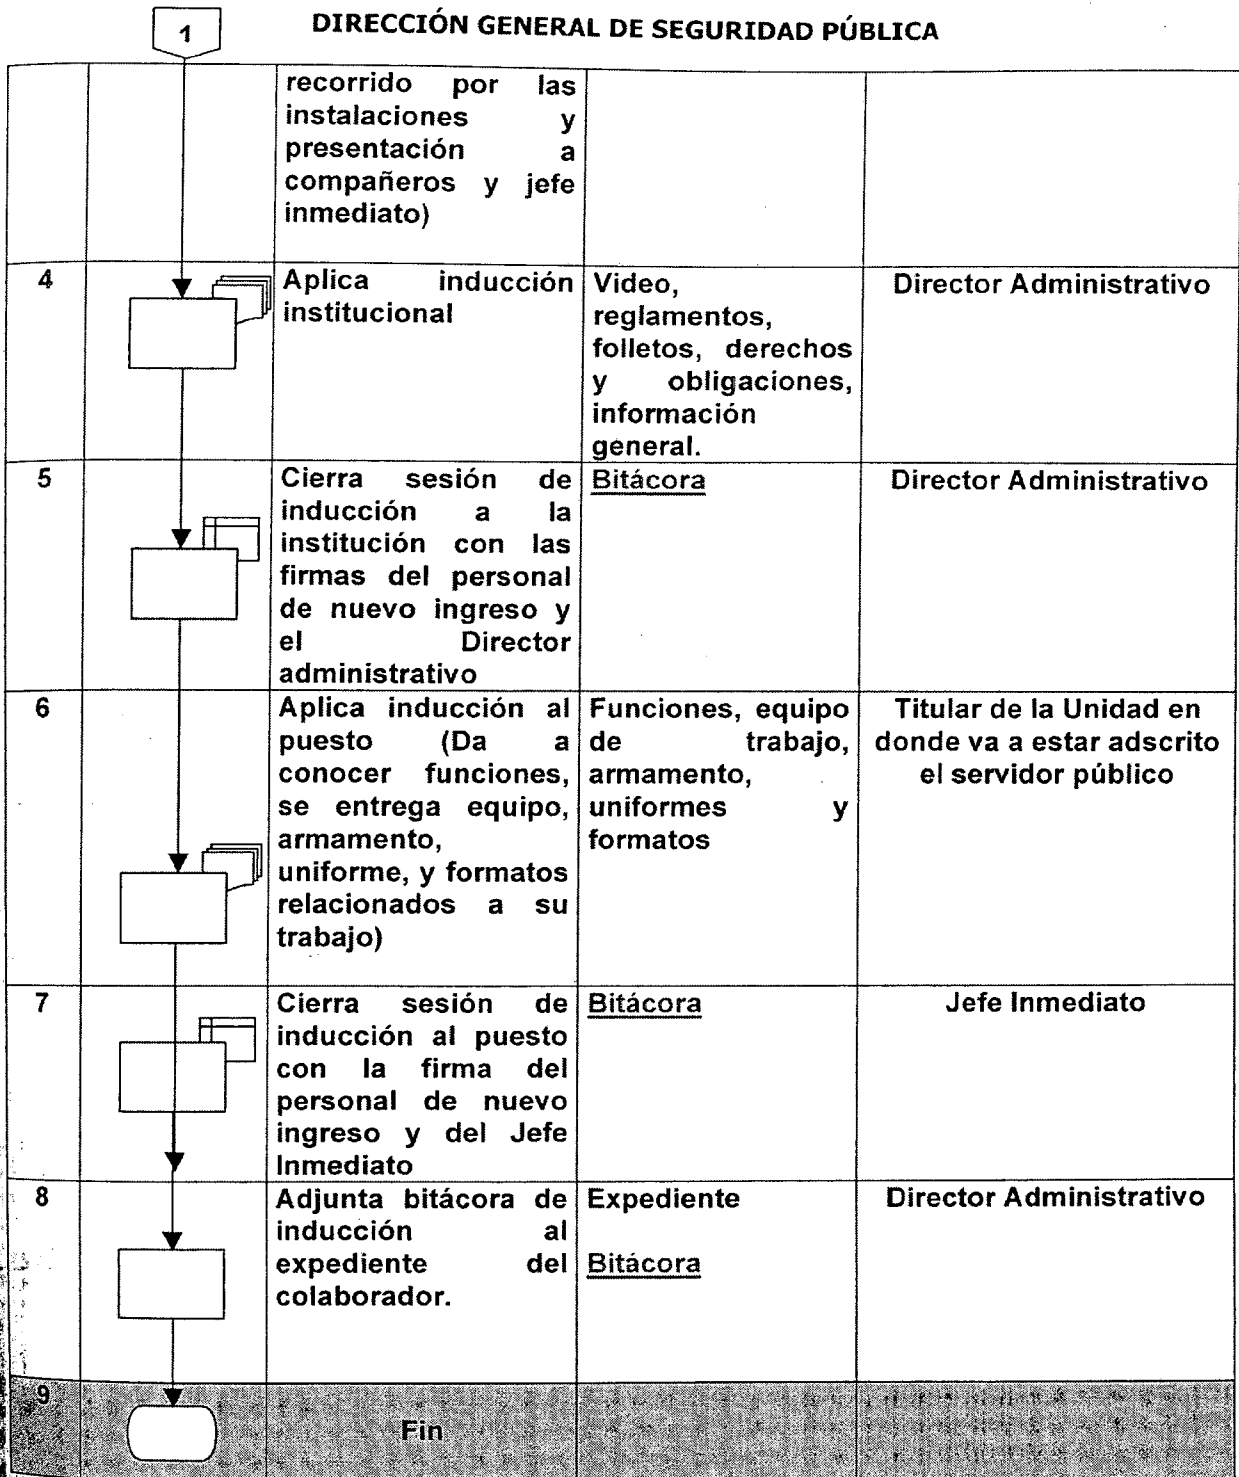 1
DIRECCIÓN GENERAL DE SEGURIDAD PÚBLICA
recorrido por las
instalaciones y
presentación a
compañeros y jefe
inmediato)
4
Aplica inducción
institucional
Video,
reglamentos,
folletos, derechos
y obligaciones,
información
general.
Director Administrativo
5
Cierra sesión de
inducción a la
institución con las
firmas del personal
de nuevo ingreso y
el Director
administrativo
Bitácora
Director Administrativo
6
Aplica inducción al
puesto (Da a
conocer funciones,
se entrega equipo,
armamento,
uniforme, y formatos
relacionados a su
trabajo)
Funciones, equipo
de trabajo,
armamento,
uniformes y
formatos
Titular de la Unidad en
donde va a estar adscrito
el servidor público
7
Cierra sesión de
inducción al puesto
con la firma del
personal de nuevo
ingreso y del Jefe
Inmediato
Bitácora
Jefe Inmediato
8
Adjunta bitácora de
inducción al
expediente del
colaborador.
Expediente
Bitácora
Director Administrativo
9
Fin